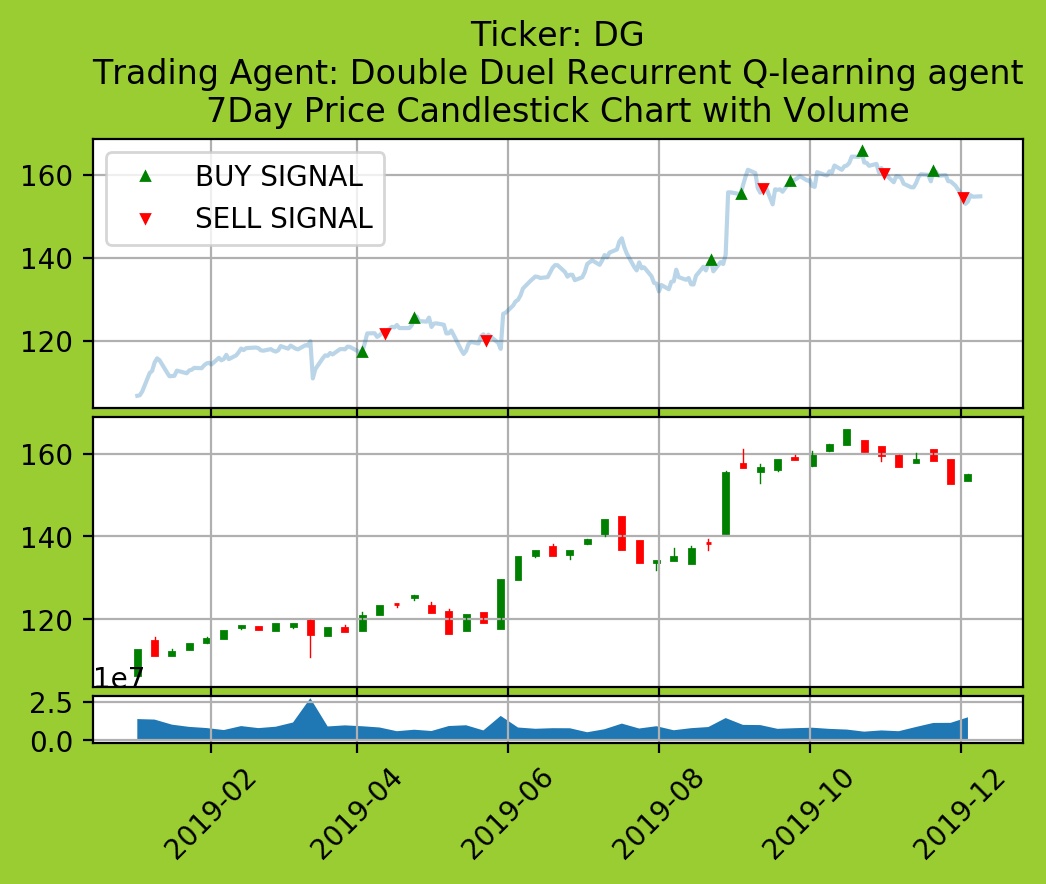 Ticker: DG
Trading Agent: Double Duel Recurrent Q-learning agent
7Day Price Candlestick Chart with Volume
BUY SIGNAL
SELL SIGNAL
160
140
120
160
140
120
1e7
2.5
0.0
2019-02
2019-04
2019-06
2019-08
2019-10
2019-12